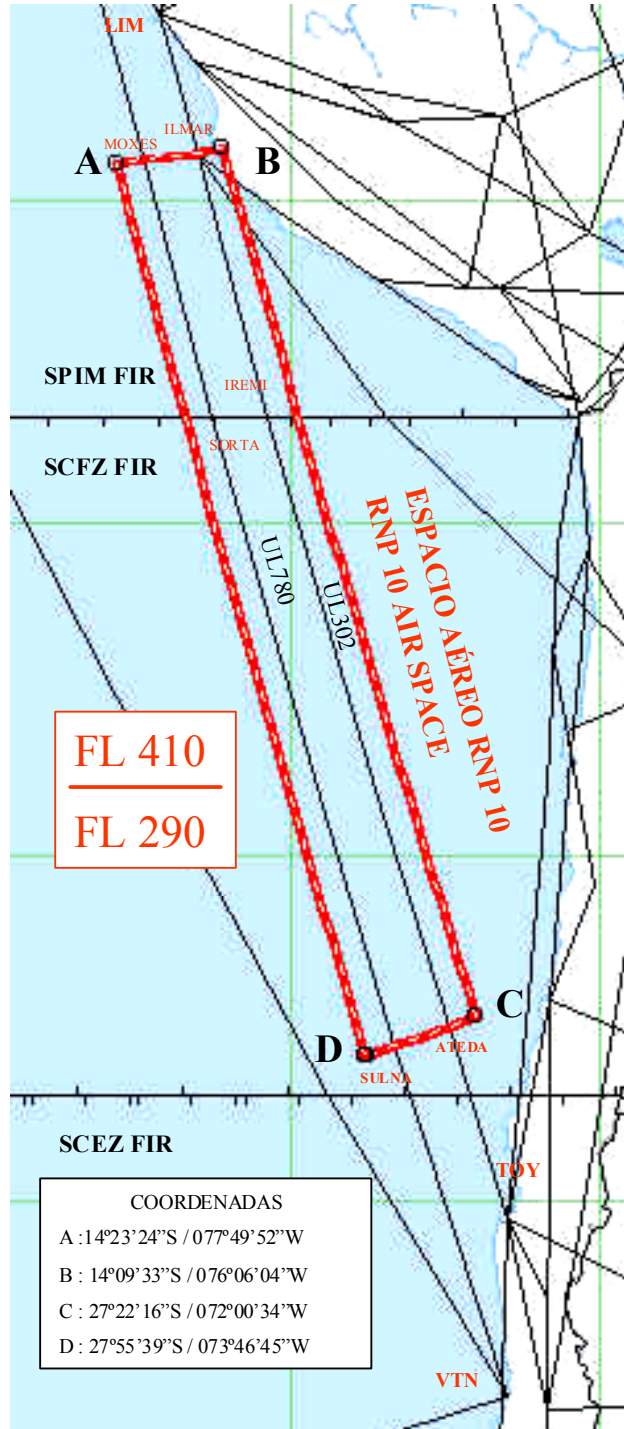 LIM
ILMAR
MOXES
A
B
SPIM FIR
IREMI
SORTA
SCFZ FIR
UL780
UL302
ESPACIO AÉREO RNP 10
RNP 10 AIR SPACE
FL 410
FL 290
C
D
ATEDA
SULNA
SCEZ FIR
TOY
COORDENADAS
A :14º23’24”S / 077º49’52”W
B : 14º09’33”S / 076º06’04”W
C : 27º22’16”S / 072º00’34”W
D : 27º55’39”S / 073º46’45”W
VTN